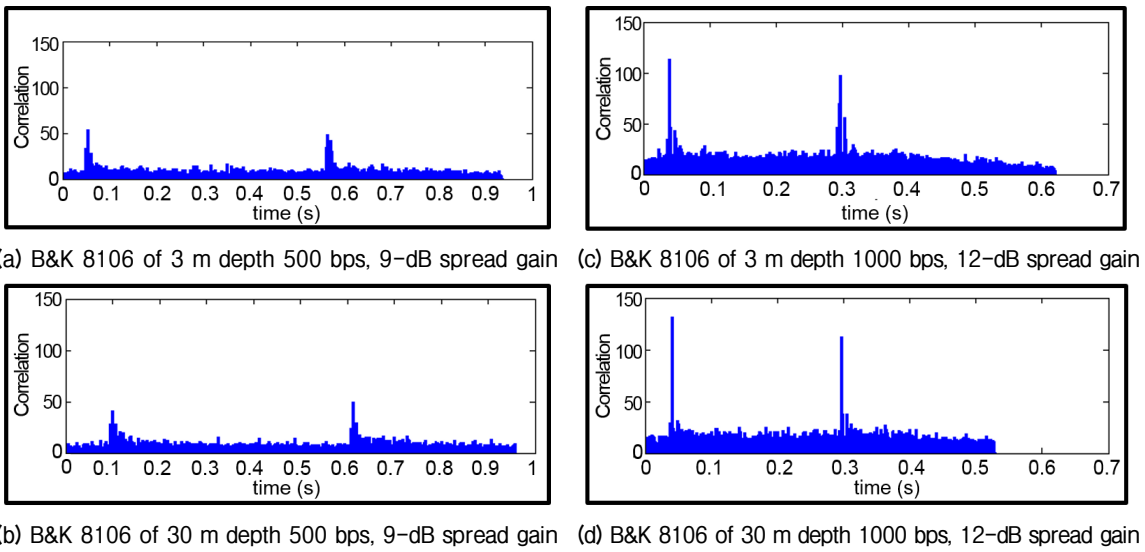 150
100
50
0
Correlation
0 0.1 0.2 0.3 0.4 0.5 0.6 0.7 0.8 0.9 1
time (s)
(a) B&K 8106 of 3 m depth 500 bps, 9-dB spread gain
150
100
50
0
Correlation
0 0.1 0.2 0.3 0.4 0.5 0.6 0.7
time (s)
(c) B&K 8106 of 3 m depth 1000 bps, 12-dB spread gain
150
100
50
0
Correlation
0 0.1 0.2 0.3 0.4 0.5 0.6 0.7 0.8 0.9 1
time (s)
(b) B&K 8106 of 30 m depth 500 bps, 9-dB spread gain
150
100
50
0
Correlation
0 0.1 0.2 0.3 0.4 0.5 0.6 0.7
time (s)
(d) B&K 8106 of 30 m depth 1000 bps, 12-dB spread gain